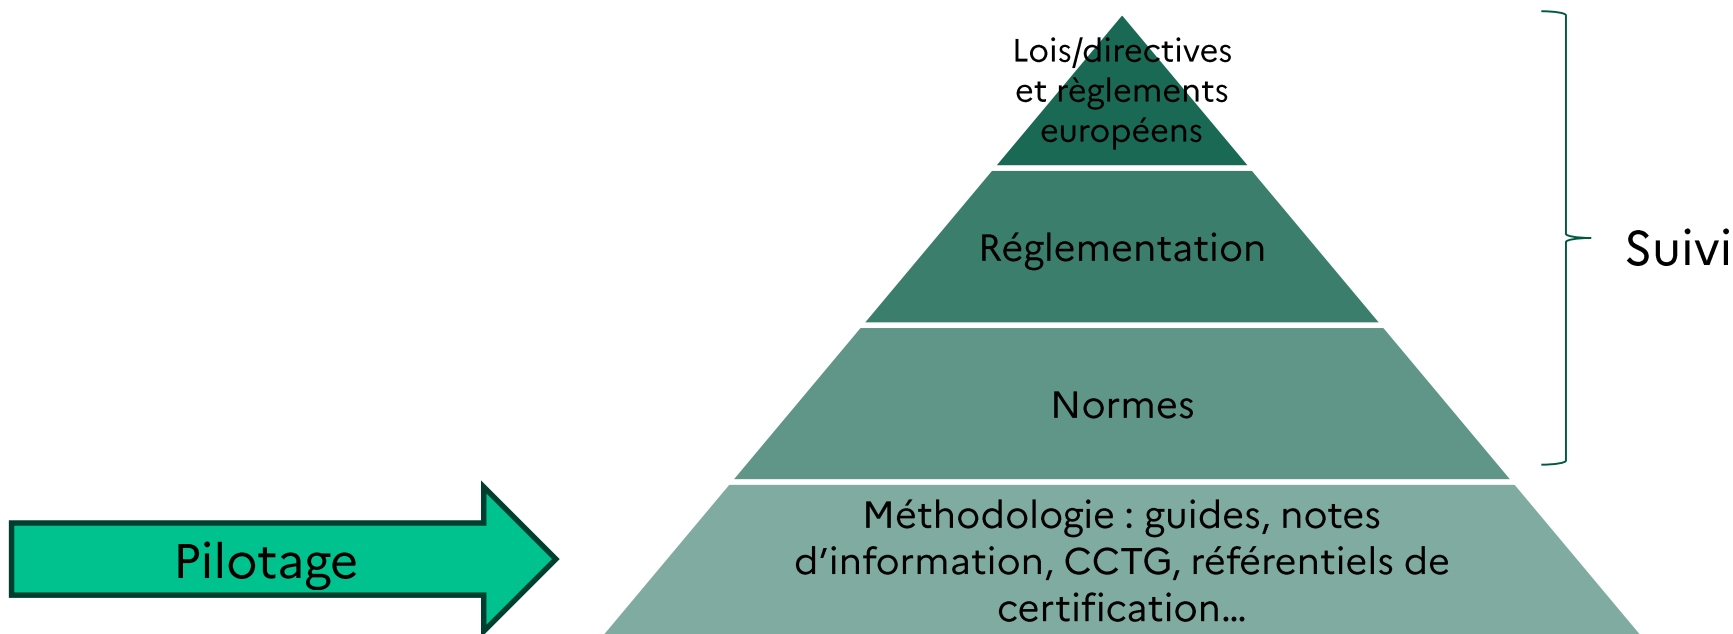 Lois/directives
et règlements
européens
Réglementation
Suivi
Normes
Méthodologie : guides, notes
d’information, CCTG, référentiels de
certification…
Pilotage